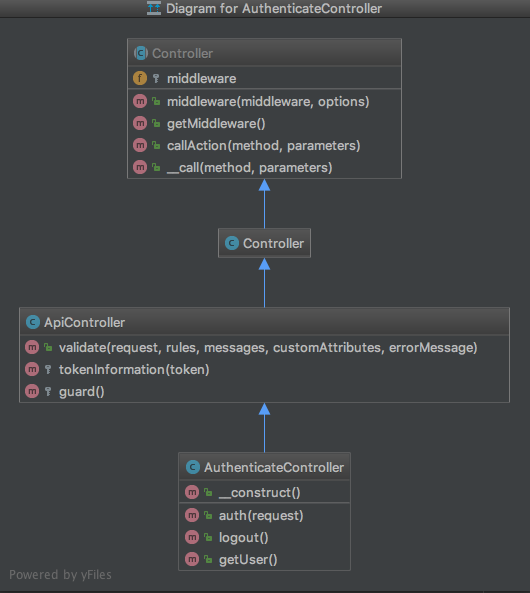 Diagram for AuthenticateController
Controller
middleware
middleware(middleware, options)
getMiddleware()
callAction(method, parameters)
__call(method, parameters)
Controller
ApiController
validate(request, rules, messages, customAttributes, errorMessage)
tokenInformation(token)
guard()
AuthenticateController
__construct()
auth(request)
logout()
getUser()
Powered by yFiles